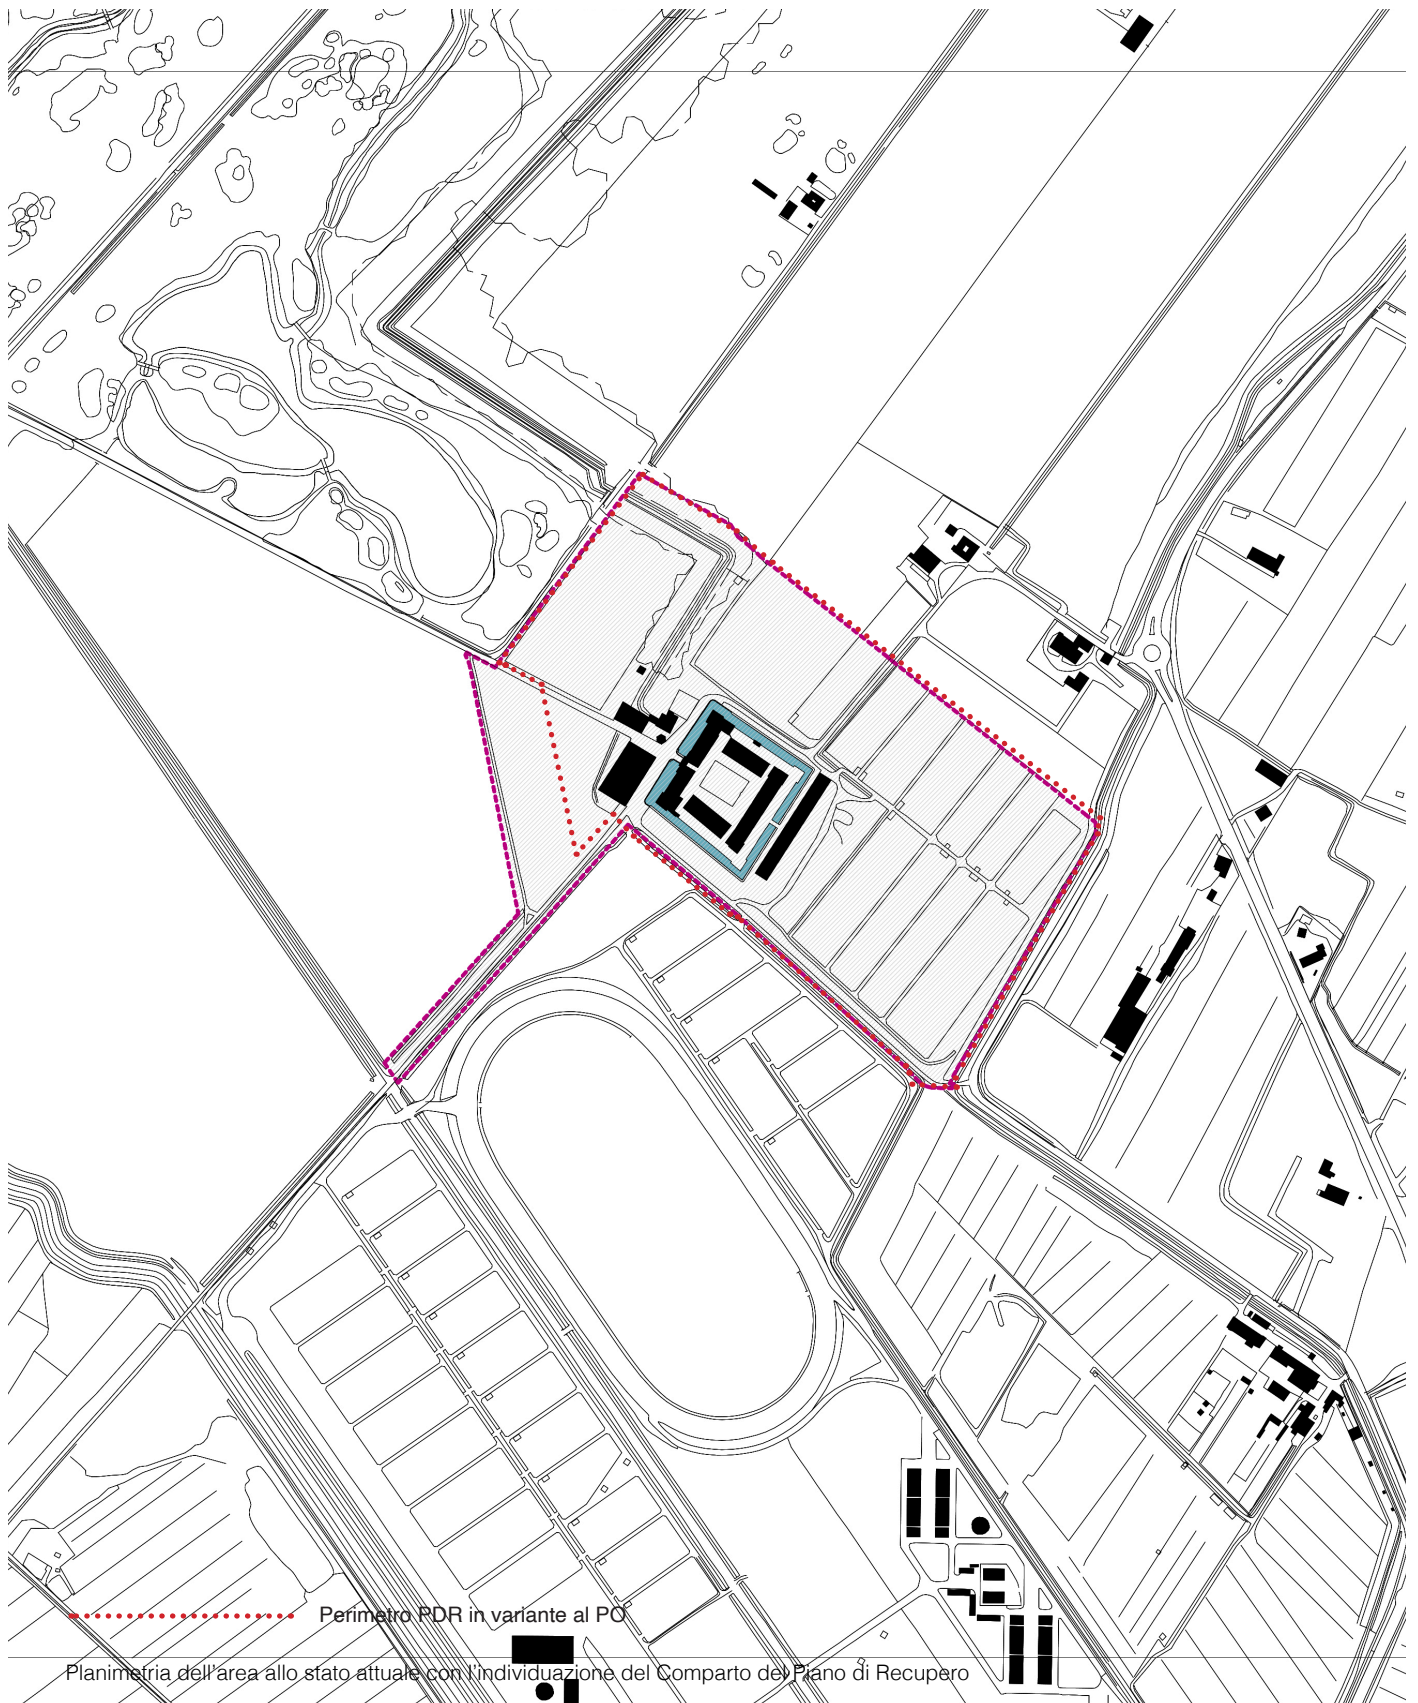 Perimetro PDR in variante al PO
Planimetria dell'area allo stato attuale con l'individuazione del Comparto del Piano di Recupero